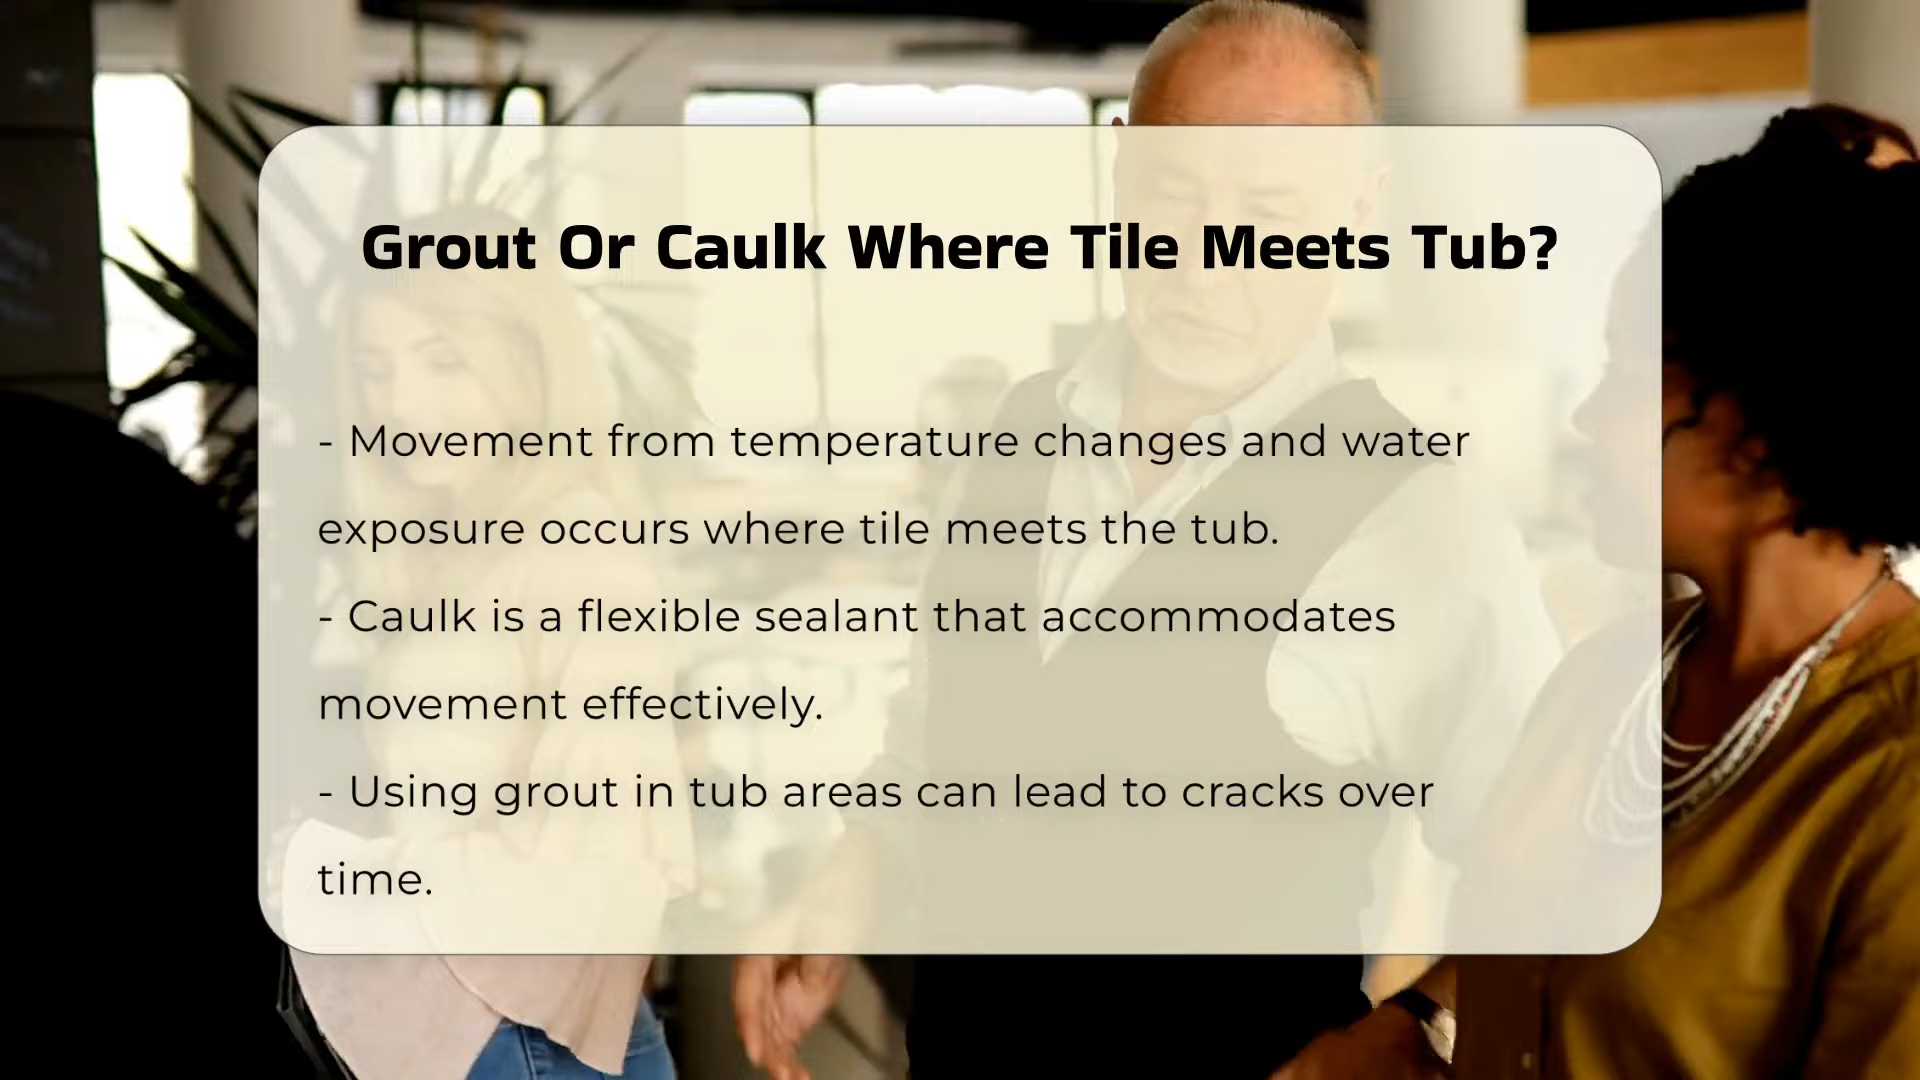 Grout Or Caulk Where Tile Meets Tub?
- Movement from temperature changes and water
exposure occurs where tile meets the tub.
- Caulk is a flexible sealant that accommodates
movement effectively.
- Using grout in tub areas can lead to cracks over
time.